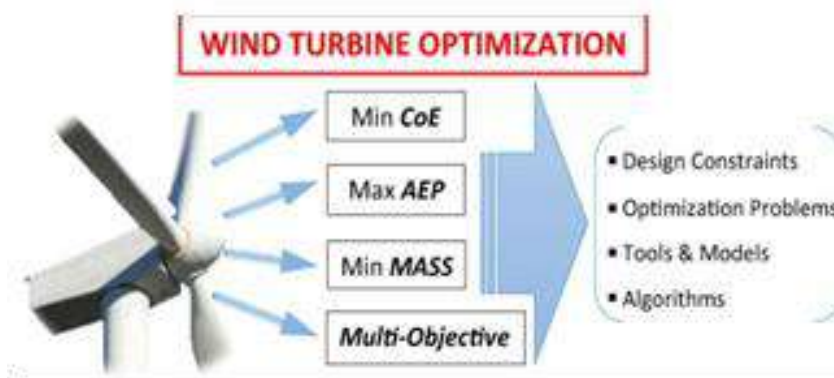 WIND TURBINE OPTIMIZATION
Min CoE
Max AEP
Min MASS
Multi-Objective
▪ Design Constraints
▪ Optimization Problems
▪ Tools & Models
▪ Algorithms